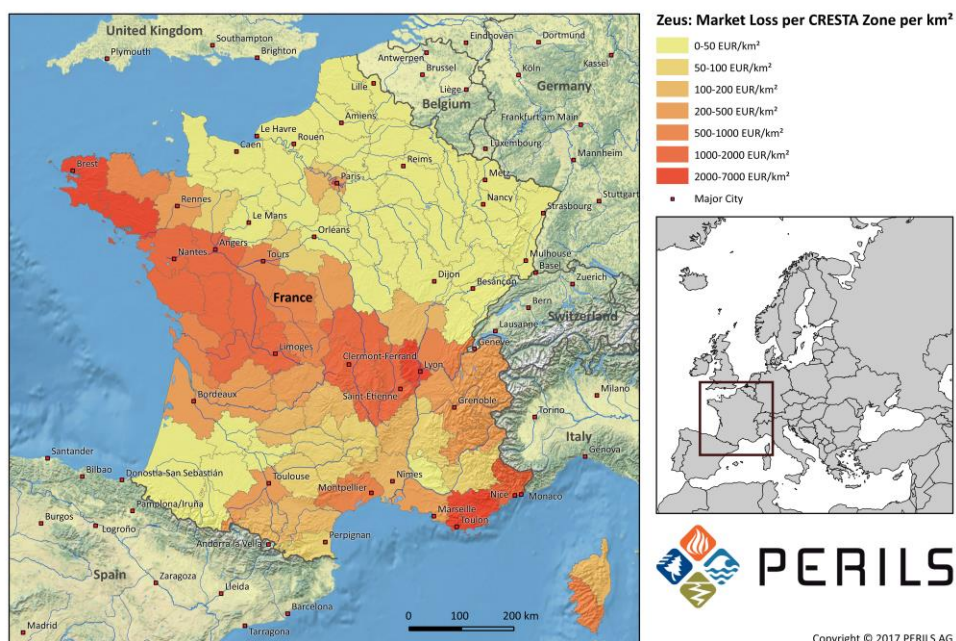 Zeus: Market Loss per CRESTA Zone per km²
0-50 EUR/km²
50-100 EUR/km²
100-200 EUR/km²
200-500 EUR/km²
500-1000 EUR/km²
1000-2000 EUR/km²
2000-7000 EUR/km²
Major City
United Kingdom
Southampton
Plymouth
Brighton
Eindhoven
Dortmund
Antwerpen
Kassel
Brussel
Köln
Lille
Liège
Germany
Belgium
Amiens
Frankfurt am Main
Le Havre
Rouen
Luxembourg
Caen
Reims
Mannheim
Brest
Paris
Metz
Rennes
Nancy
Stuttgart
Strasbourg
Le Mans
Orléans
Angers
Mulhouse
Nantes
Tours
Basel
Dijon
Zuerich
Besançon
France
Bern
Switzerland
Lausanne
Limoges
Genève
Clermont-Ferrand
Lyon
Saint-Étienne
Milano
Bordeaux
Grenoble
Torino
Italy
Santander
Genova
Bilbao
Donostia-San Sebastián
Toulouse
Nimes
Montpellier
Nice
Monaco
Pamplona/Iruña
Marseille
Toulon
Burgos
Logroño
Andorra la Vella
Perpignan
Spain
Zaragoza
Lleida
Barcelona
Madrid
Tarragona
0 100 200 km
PERILS
Copyright © 2017 PERILS AG